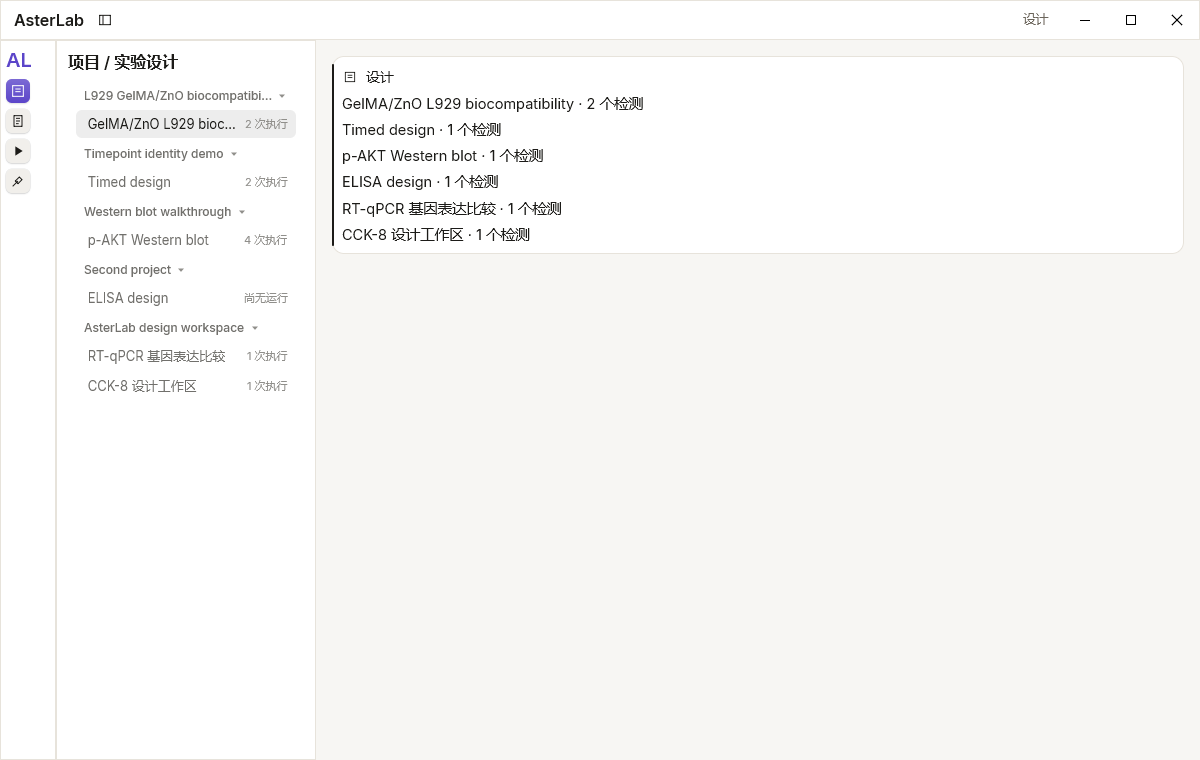 AsterLab
设计
AL
项目 / 实验设计
L929 GelMA/ZnO biocompatibi...
GelMA/ZnO L929 bioc... 2 次执行
Timepoint identity demo
Timed design 2 次执行
Western blot walkthrough
p-AKT Western blot 4 次执行
Second project
ELISA design 尚无运行
AsterLab design workspace
RT-qPCR 基因表达比较 1 次执行
CCK-8 设计工作区 1 次执行
设计
GelMA/ZnO L929 biocompatibility · 2 个检测
Timed design · 1 个检测
p-AKT Western blot · 1 个检测
ELISA design · 1 个检测
RT-qPCR 基因表达比较 · 1 个检测
CCK-8 设计工作区 · 1 个检测